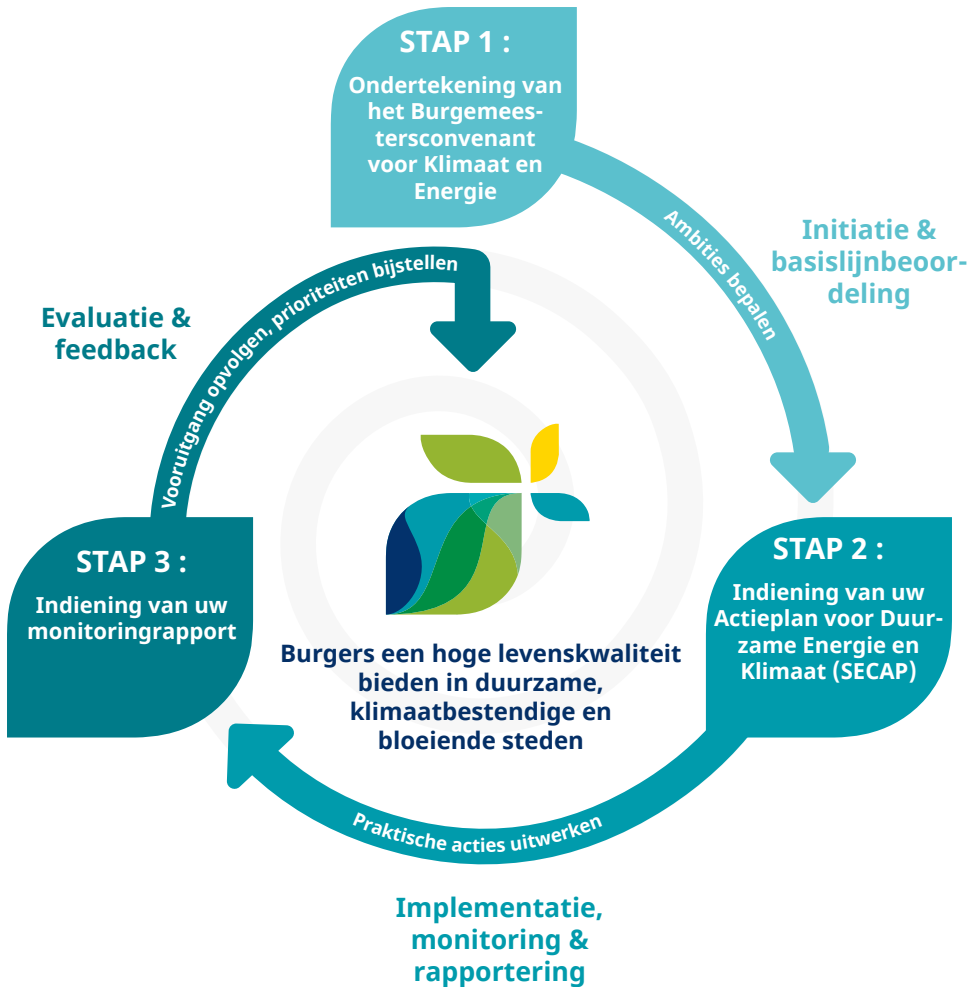 STAP 1 :
Ondertekening van
het Burgemees-
tersconvenant
voor Klimaat en
Energie
Ambities bepalen
Initiatie &
basislijnbeoor-
deling
STAP 2 :
Indiening van uw
Actieplan voor Duur-
zame Energie en
Klimaat (SECAP)
Praktische acties uitwerken
Implementatie,
monitoring &
rapportering
STAP 3 :
Indiening van uw
monitoringrapport
Vooruitgang opvolgen, prioriteiten bijstellen
Evaluatie &
feedback
Burgers een hoge levenskwaliteit
bieden in duurzame,
klimaatbestendige en
bloeiende steden